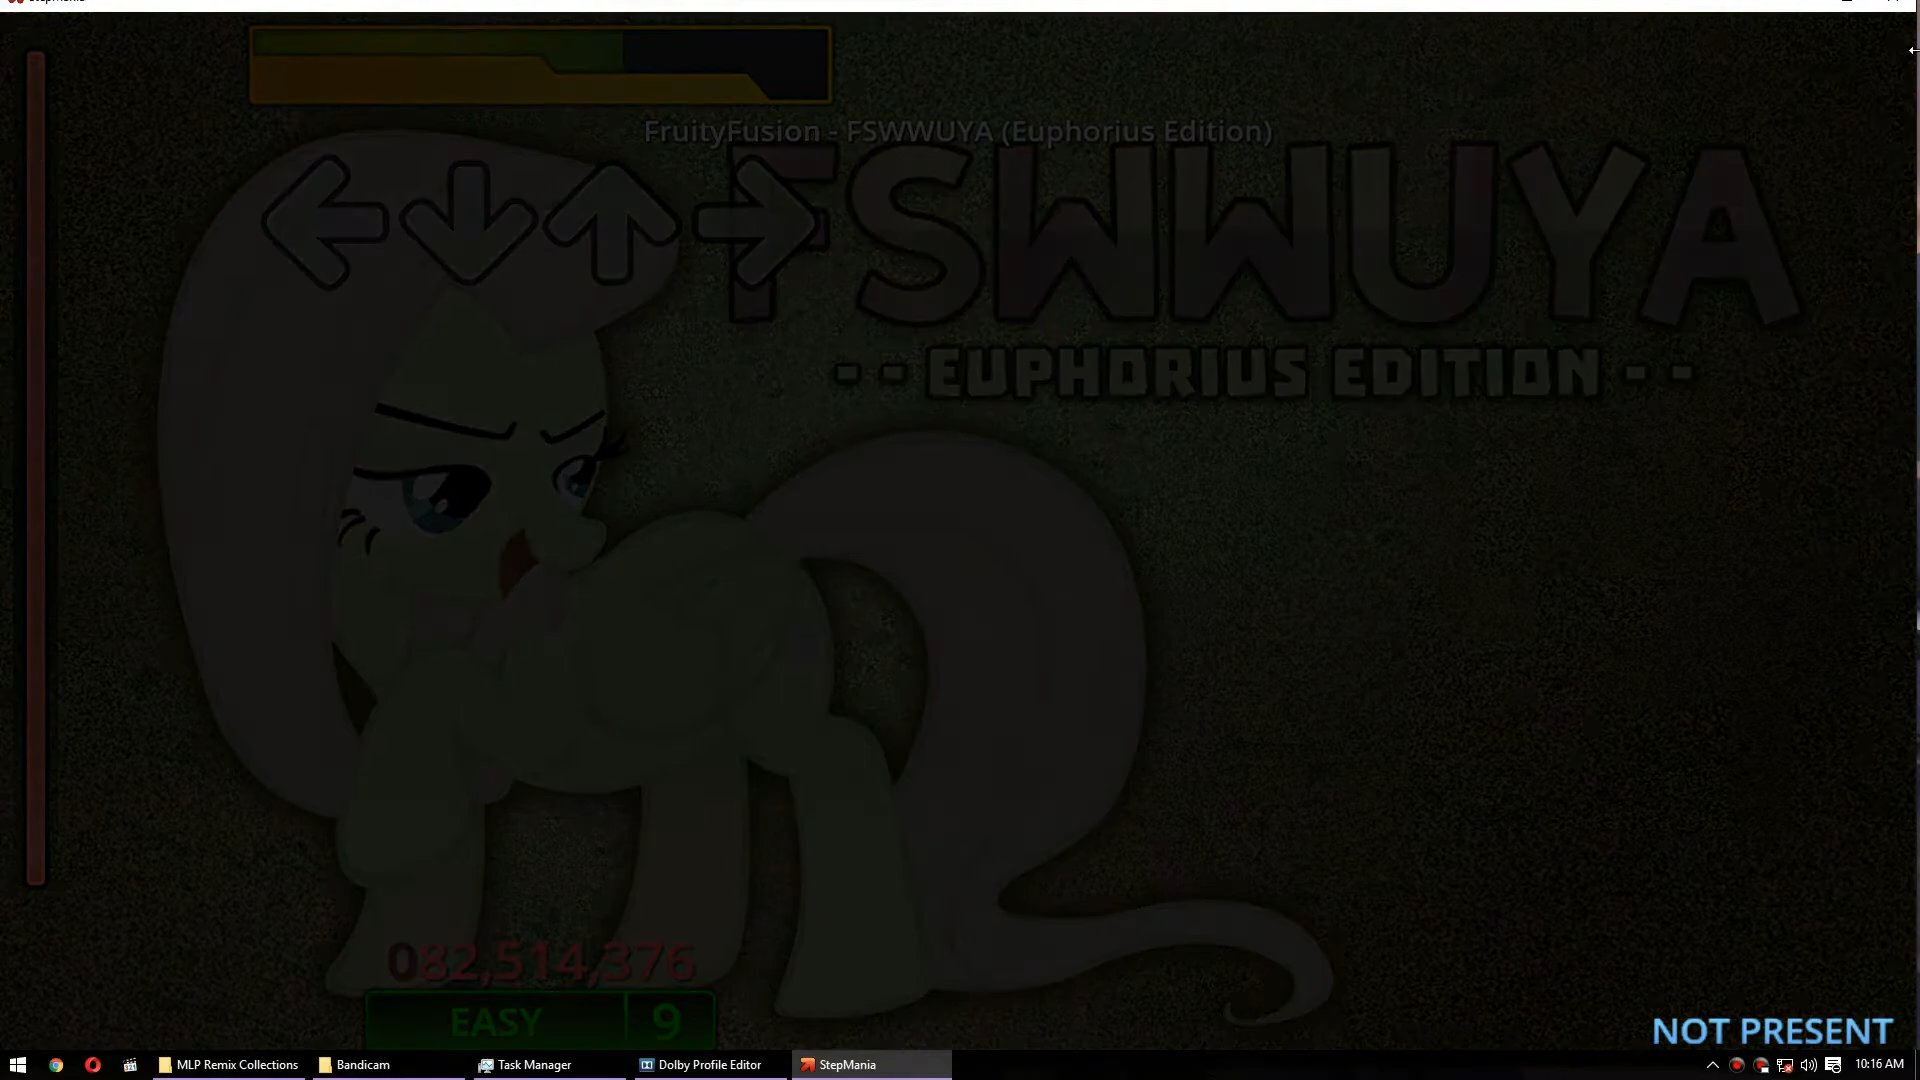 StepMania
FruityFusion - FSWWUYA (Euphorius Edition)
FSWWUYA
- - EUPHORIUS EDITION - -
082,514,376
EASY 9
NOT PRESENT
MLP Remix Collections Bandicam Task Manager Dolby Profile Editor StepMania 10:16 AM